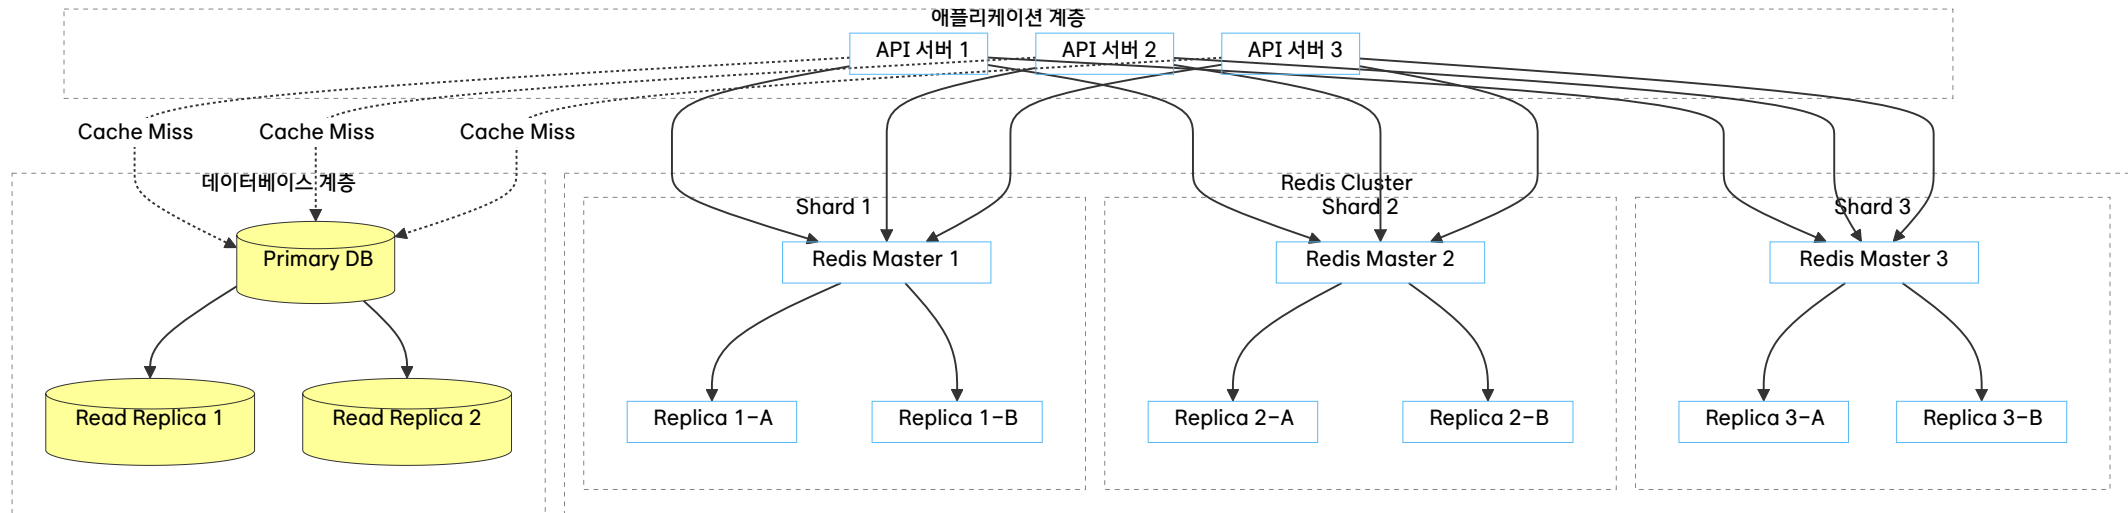 애플리케이션 계층
API 서버 1
API 서버 2
API 서버 3
Cache Miss
Cache Miss
Cache Miss
데이터베이스 계층
Redis Cluster
Shard 1
Shard 2
Shard 3
Primary DB
Redis Master 1
Redis Master 2
Redis Master 3
Read Replica 1
Read Replica 2
Replica 1-A
Replica 1-B
Replica 2-A
Replica 2-B
Replica 3-A
Replica 3-B